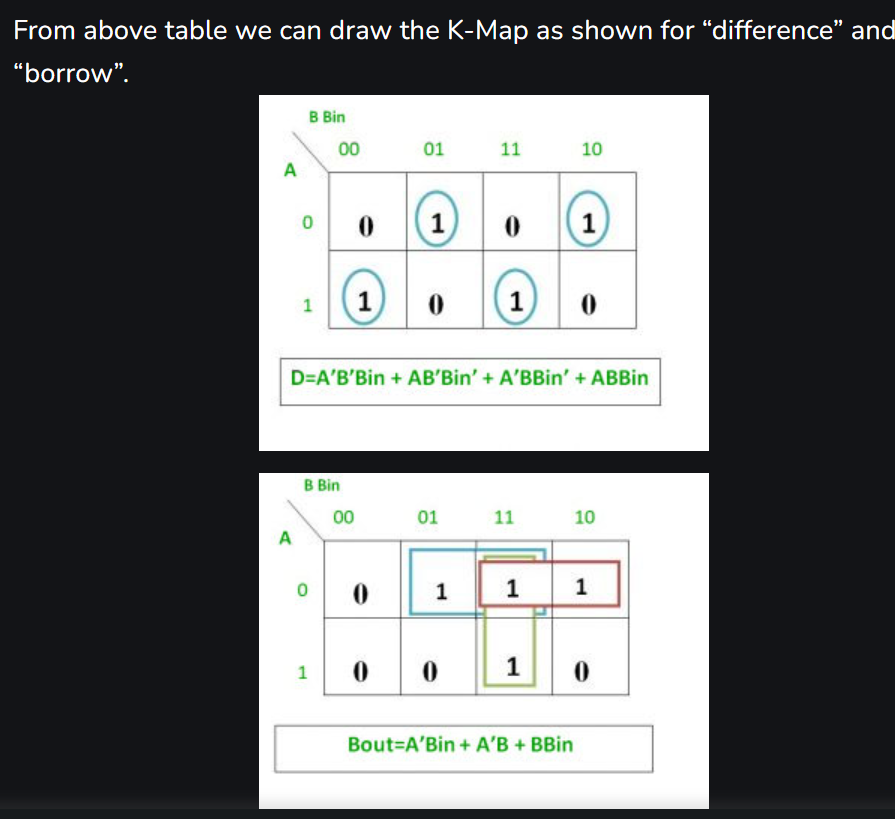 From above table we can draw the K-Map as shown for “difference” and
“borrow”.
B Bin
00 01 11 10
A
0 0 1 0 1
1 1 0 1 0
D=A′B′Bin + AB′Bin′ + A′BBin′ + ABBin
B Bin
00 01 11 10
A
0 0 1 1 1
1 0 0 1 0
Bout=A′Bin + A′B + BBin